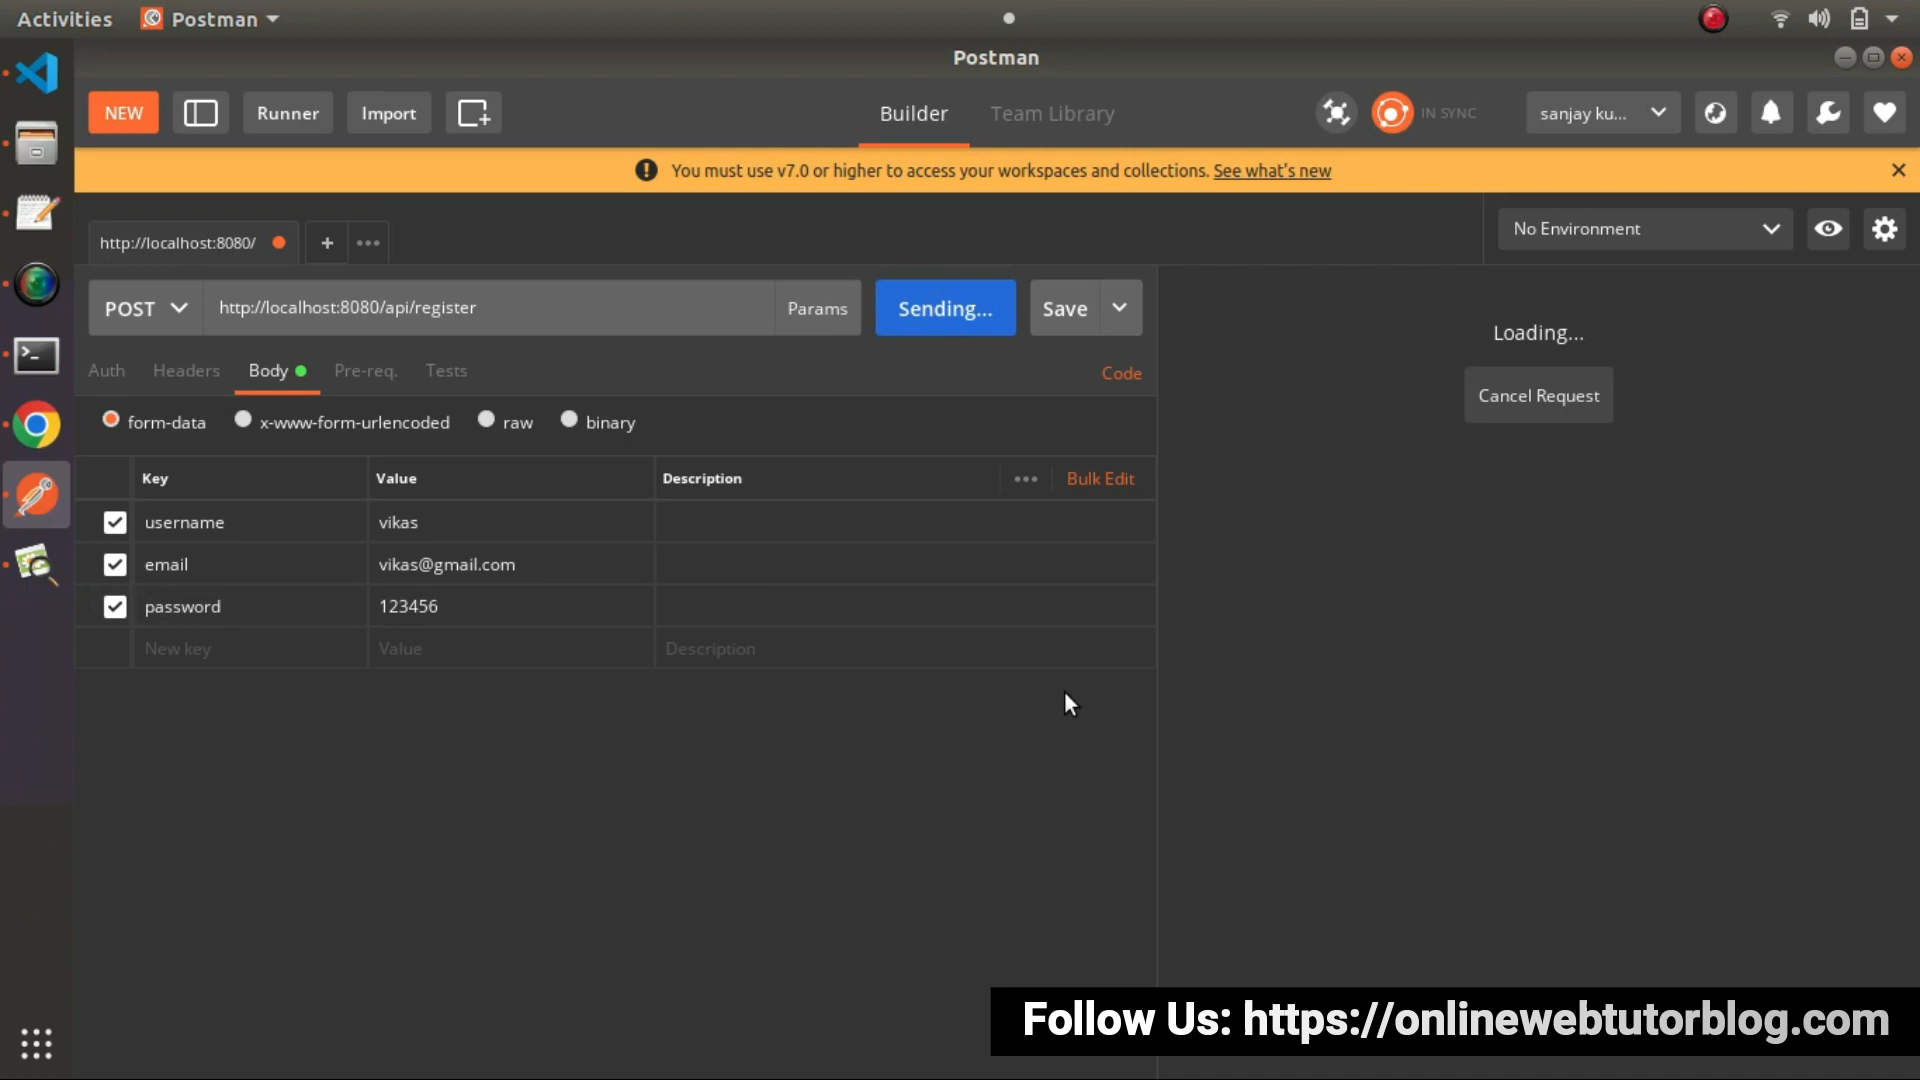 Activities Postman
Postman
NEW Runner Import Builder Team Library IN SYNC sanjay ku...
You must use v7.0 or higher to access your workspaces and collections. See what's new
http://localhost:8080/ + No Environment
POST http://localhost:8080/api/register Params Sending... Save
Loading...
Auth Headers Body Pre-req. Tests Code
Cancel Request
form-data x-www-form-urlencoded raw binary
Key Value Description Bulk Edit
username vikas
email vikas@gmail.com
password 123456
New key Value Description
Follow Us: https://onlinewebtutorblog.com